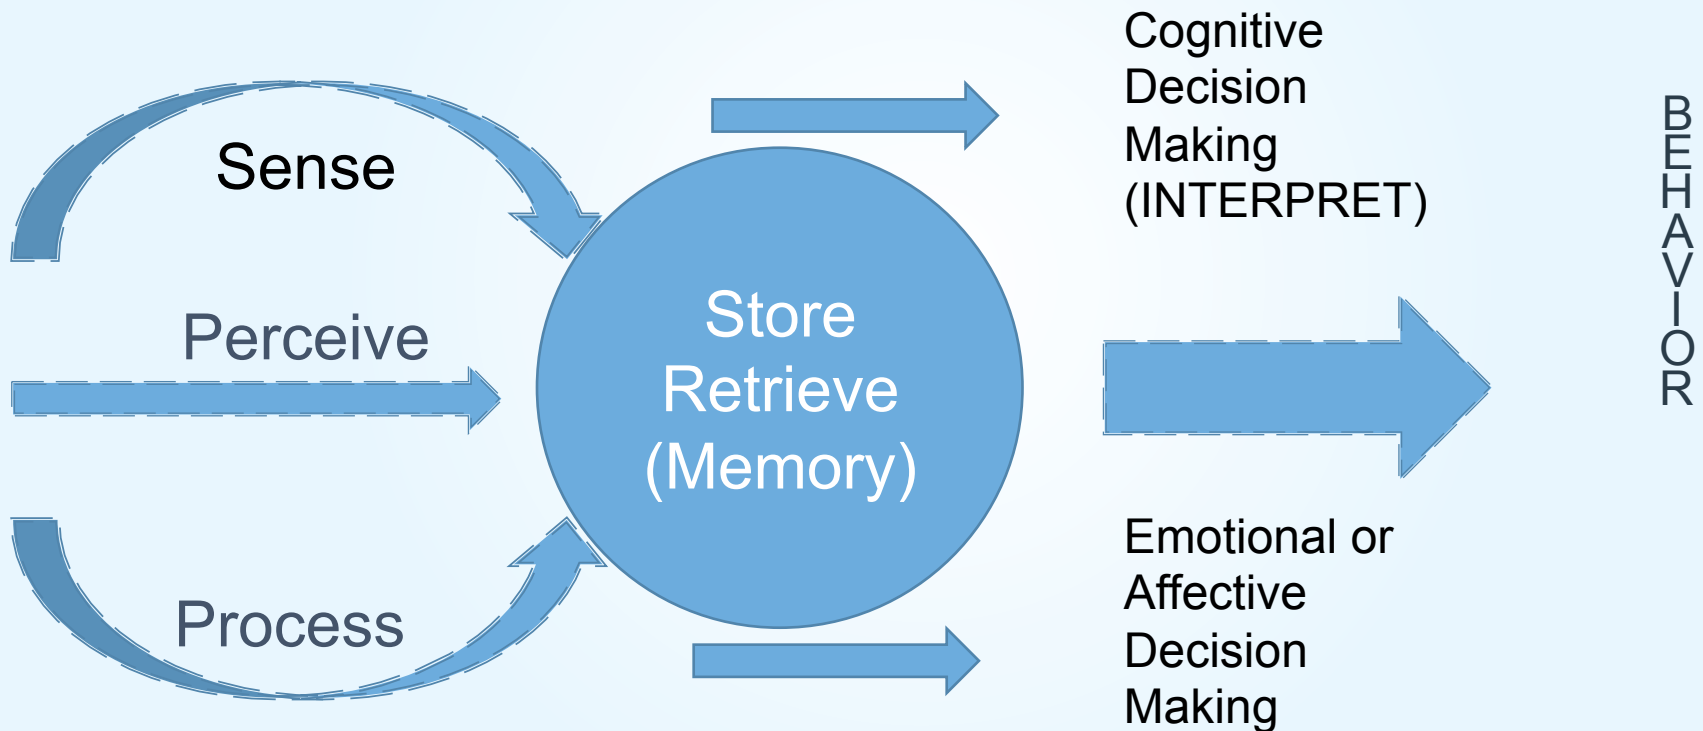 Sense
Perceive
Process
Store
Retrieve
(Memory)
Cognitive
Decision
Making
(INTERPRET)
Emotional or
Affective
Decision
Making
BEHAVIOR